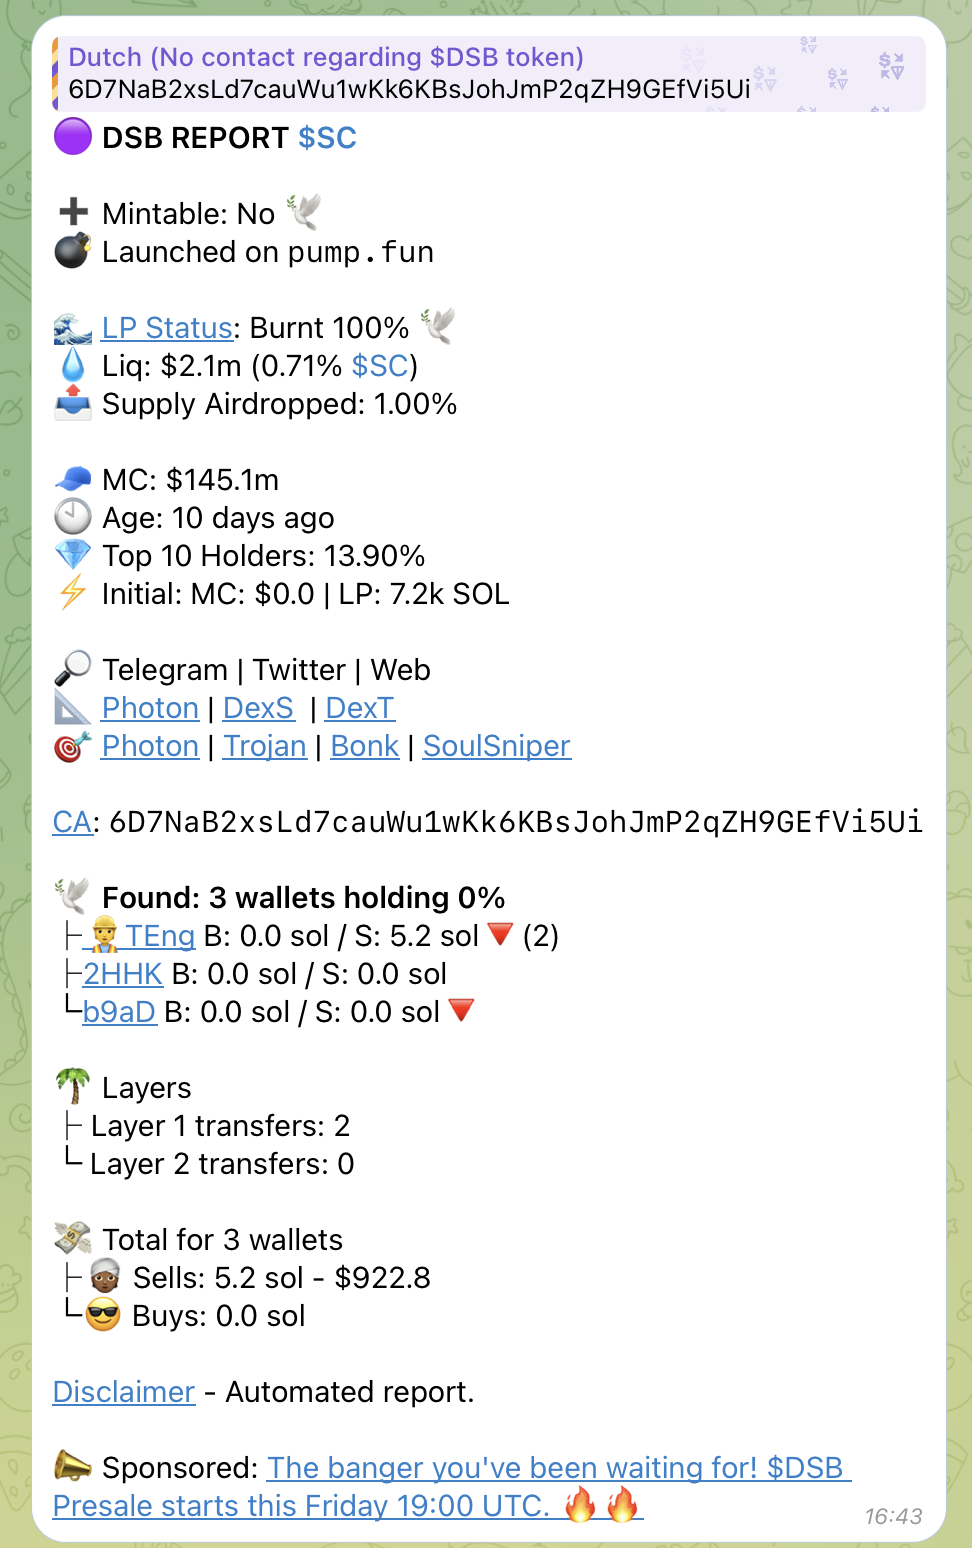 Dutch (No contact regarding $DSB token)
6D7NaB2xsLd7cauWu1wKk6KBsJohJmP2qZH9GEfVi5Ui
🟣 DSB REPORT $SC
➕ Mintable: No 🕊
💣 Launched on pump.fun
🌊 LP Status: Burnt 100% 🕊
💧 Liq: $2.1m (0.71% $SC)
📤 Supply Airdropped: 1.00%
🧢 MC: $145.1m
🕙 Age: 10 days ago
💎 Top 10 Holders: 13.90%
⚡ Initial: MC: $0.0 | LP: 7.2k SOL
🔎 Telegram | Twitter | Web
📐 Photon | DexS | DexT
🎯 Photon | Trojan | Bonk | SoulSniper
CA: 6D7NaB2xsLd7cauWu1wKk6KBsJohJmP2qZH9GEfVi5Ui
🕊 Found: 3 wallets holding 0%
├ 👷TEng B: 0.0 sol / S: 5.2 sol 🔻 (2)
├2HHK B: 0.0 sol / S: 0.0 sol
└b9aD B: 0.0 sol / S: 0.0 sol 🔻
🌴 Layers
├ Layer 1 transfers: 2
└ Layer 2 transfers: 0
💸 Total for 3 wallets
├👳🏾 Sells: 5.2 sol - $922.8
└😎 Buys: 0.0 sol
Disclaimer - Automated report.
📣 Sponsored: The banger you've been waiting for! $DSB
Presale starts this Friday 19:00 UTC. 🔥🔥
16:43